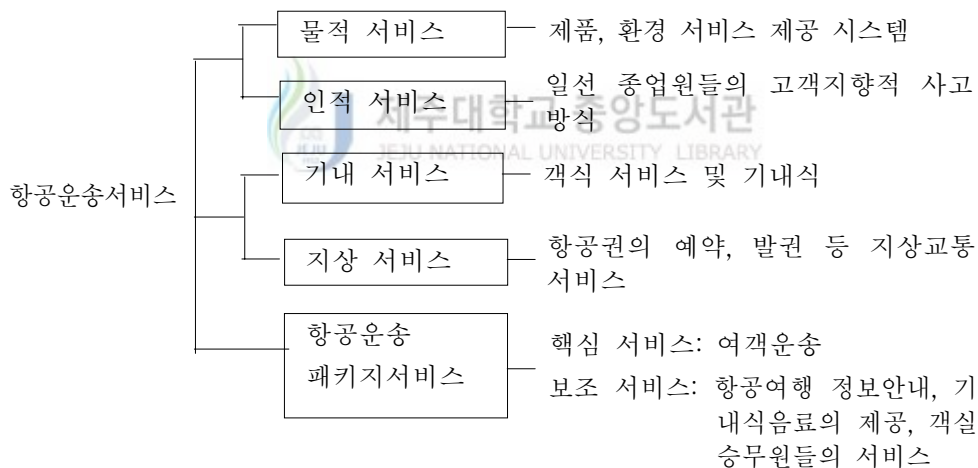 물적 서비스
제품, 환경 서비스 제공 시스템
인적 서비스
일선 종업원들의 고객지향적 사고
방식
제주대학교 중앙도서관
JEJU NATIONAL UNIVERSITY LIBRARY
항공운송서비스
기내 서비스
객식 서비스 및 기내식
지상 서비스
항공권의 예약, 발권 등 지상교통
서비스
항공운송
패키지서비스
핵심 서비스: 여객운송
보조 서비스: 항공여행 정보안내, 기
내식음료의 제공, 객실
승무원들의 서비스